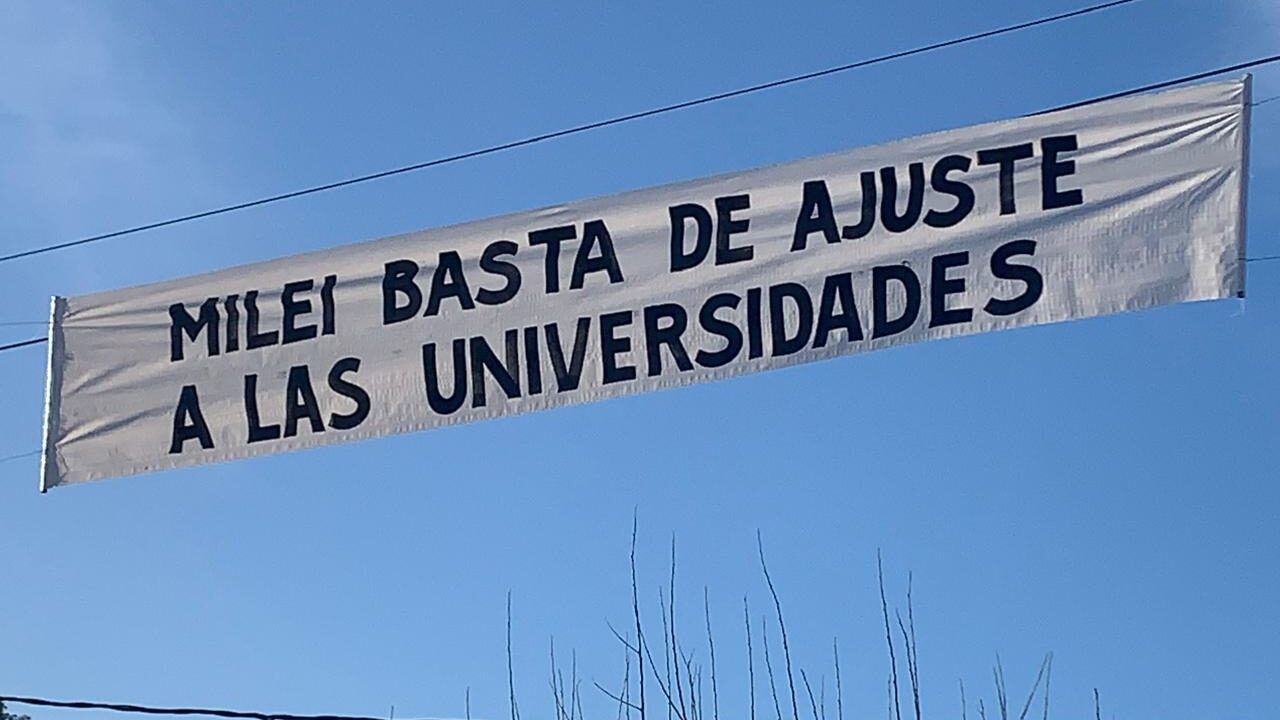 MILEI BASTA DE AJUSTE
A LAS UNIVERSIDADES